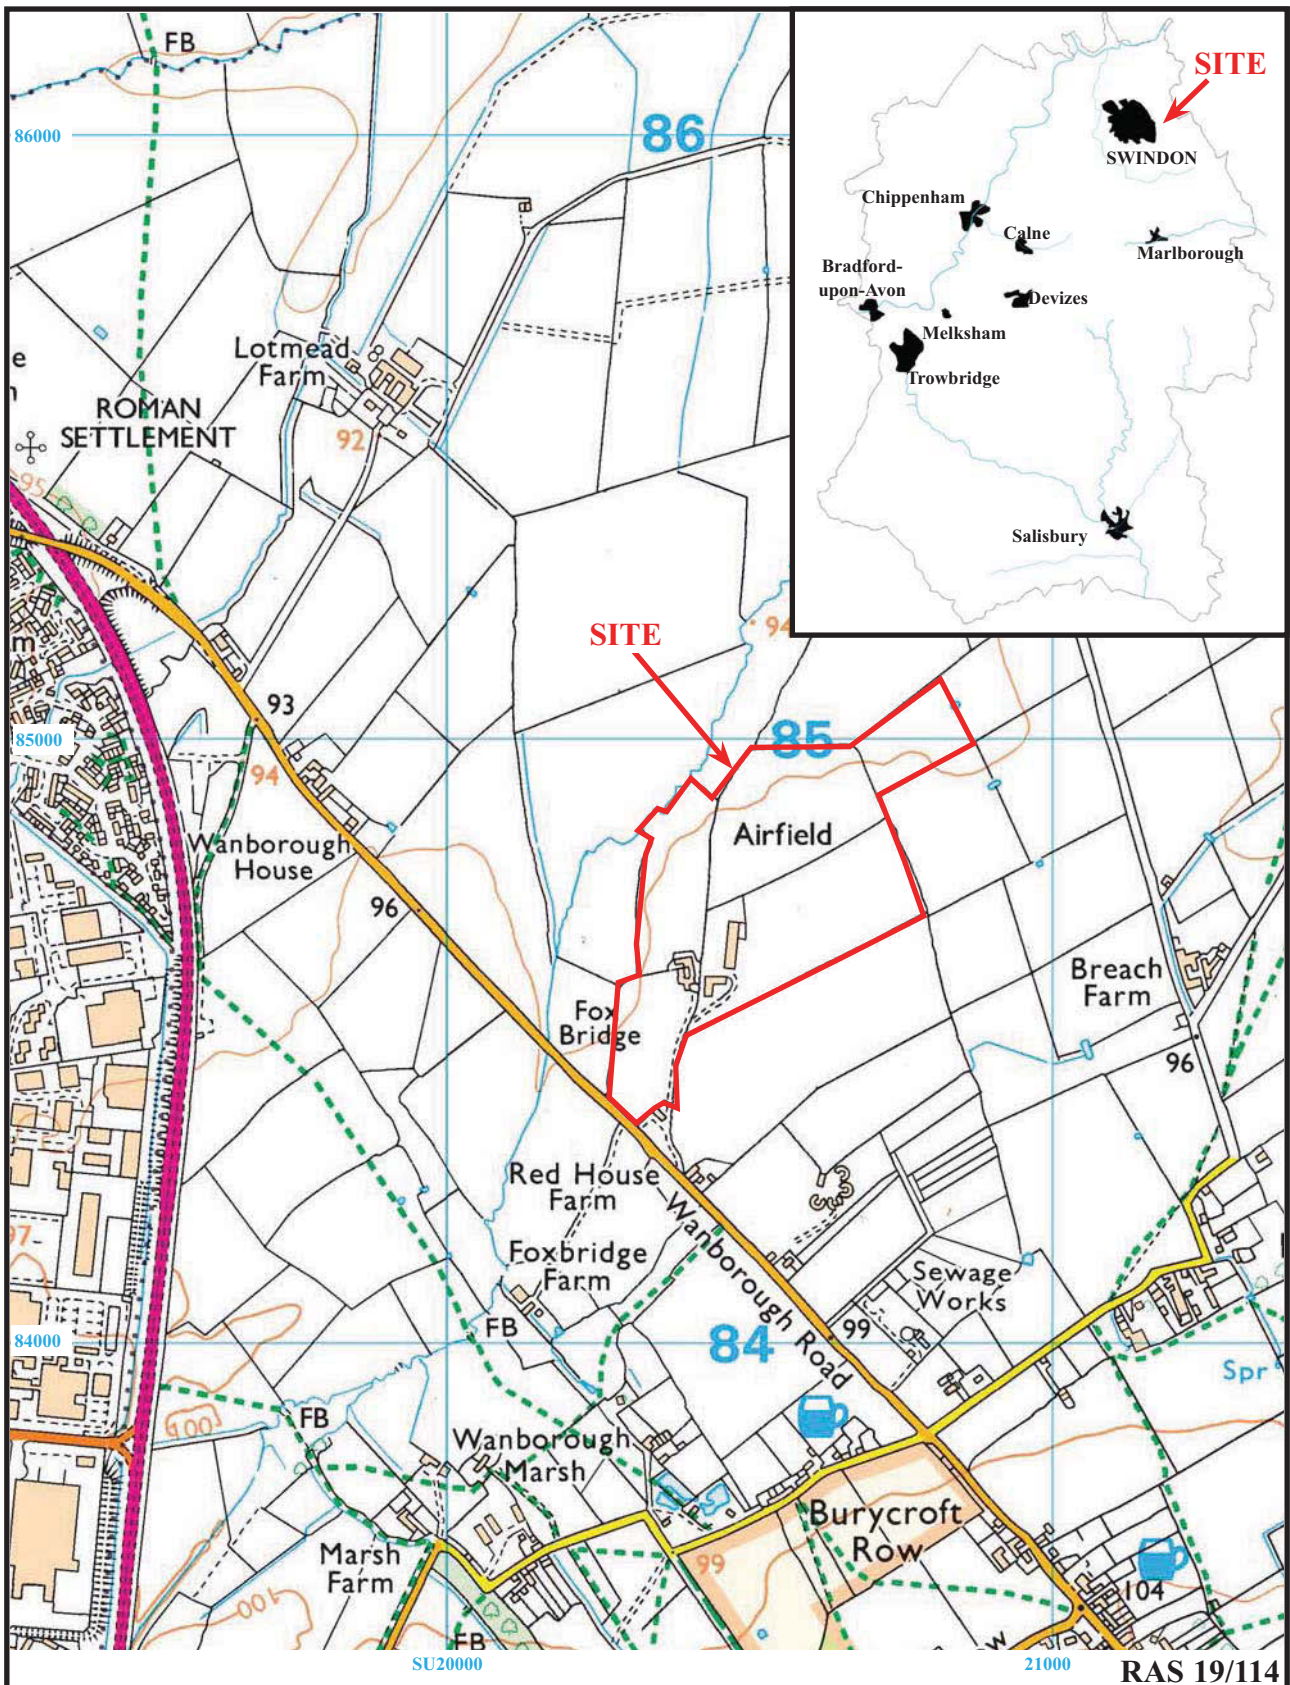 FB
86000
86
SITE
SWINDON
Chippenham
Calne
Marlborough
Bradford-
upon-Avon
Devizes
Melksham
Trowbridge
Salisbury
e
Lotmead
Farm
ROMAN
SETTLEMENT
92
95
SITE
94
m
93
85000
85
94
Wanborough
House
Airfield
96
Breach
Farm
Fox
Bridge
96
Red House
Farm
Wanborough Road
97
Foxbridge
Farm
Sewage
Works
FB
99
84000
84
Spr
100
FB
Wanborough
Marsh
Burycroft
Row
Marsh
Farm
99
100
104
FB
w
SU20000
21000
RAS 19/114